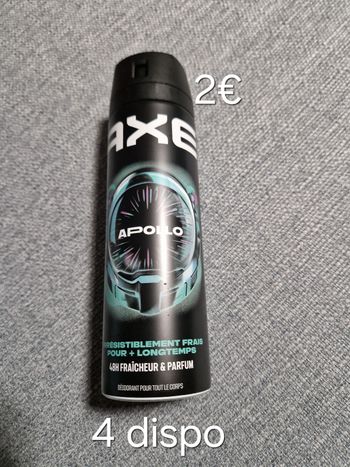 2€
AXE
APOLLO
IRRÉSISTIBLEMENT FRAIS
POUR + LONGTEMPS
48H FRAÎCHEUR & PARFUM
DÉODORANT POUR TOUT LE CORPS
4 dispo